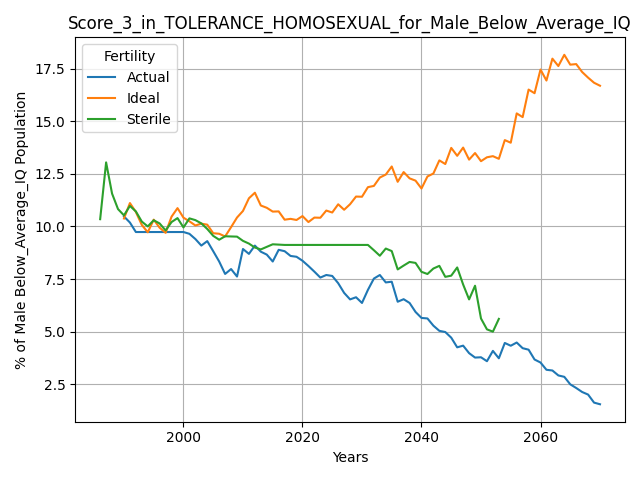 Score_3_in_TOLERANCE_HOMOSEXUAL_for_Male_Below_Average_IQ
Fertility
Actual
Ideal
Sterile
% of Male Below_Average_IQ Population
17.5
15.0
12.5
10.0
7.5
5.0
2.5
2000
2020
2040
2060
Years